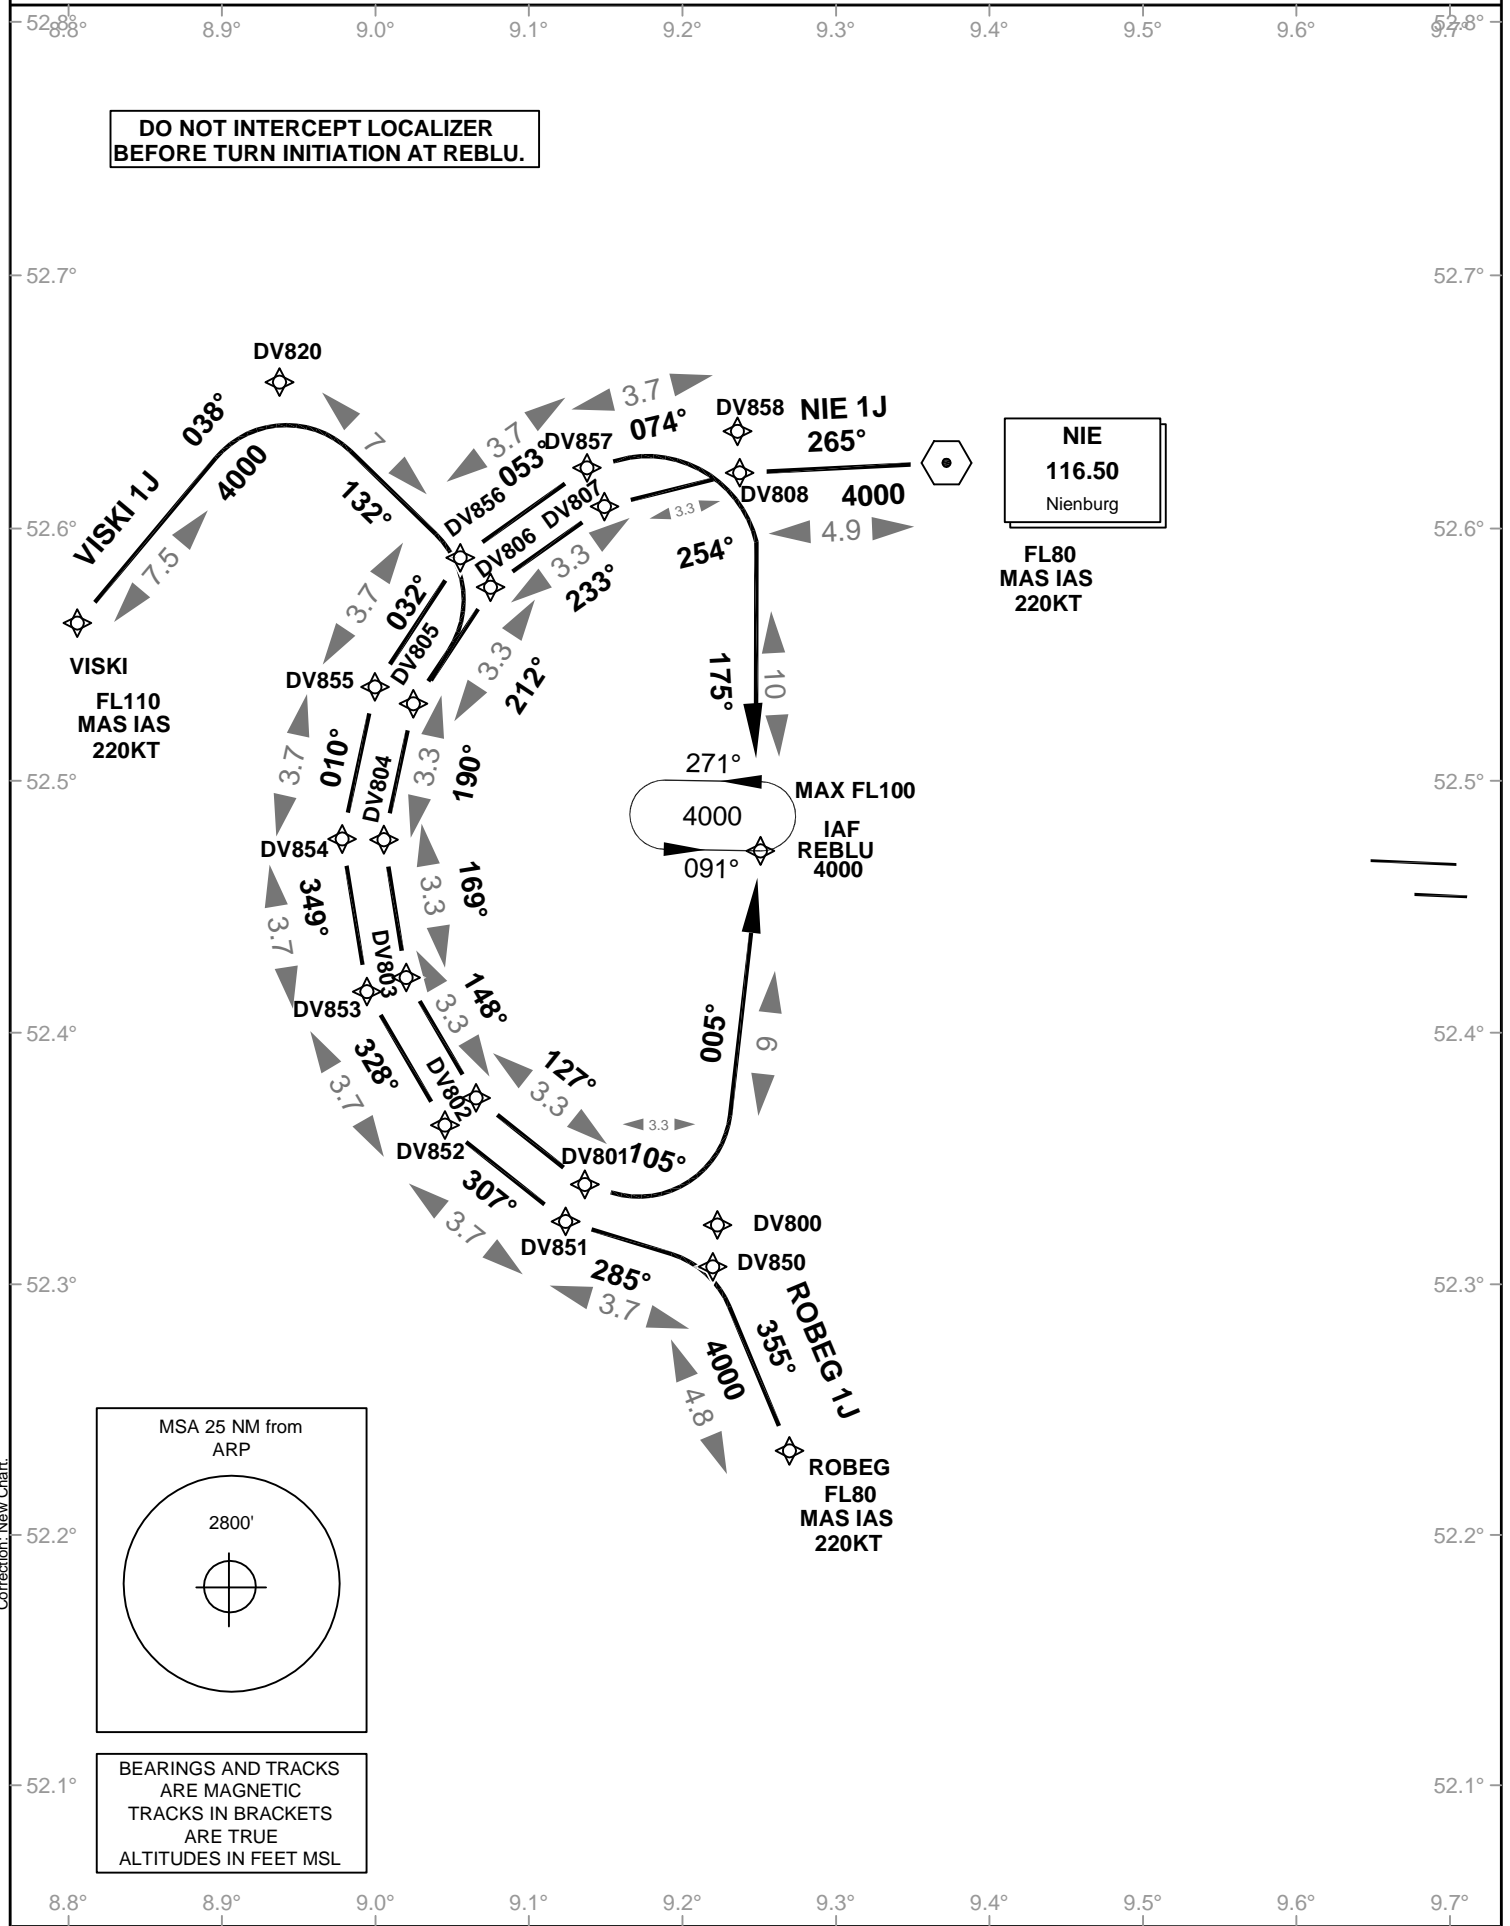 52.8°
8.8°
8.9°
9.0°
9.1°
9.2°
9.3°
9.4°
9.5°
9.6°
9.7°
52.8°
DO NOT INTERCEPT LOCALIZER
BEFORE TURN INITIATION AT REBLU.
52.7°
52.7°
DV820
038°
VISKI 1J
4000
7.5
7
132°
3.7
3.7
DV857
053°
074°
DV858
NIE 1J
265°
NIE
116.50
Nienburg
DV856
DV807
DV808
4000
3.3
4.9
52.6°
52.6°
DV806
3.3
233°
254°
FL80
MAS IAS
220KT
VISKI
FL110
MAS IAS
220KT
3.7
032°
DV805
3.3
212°
DV855
175°
10
3.7
010°
DV804
3.3
190°
52.5°
52.5°
271°
MAX FL100
4000
IAF
REBLU
4000
091°
DV854
349°
3.7
3.3
169°
DV803
DV853
3.3
148°
005°
6
52.4°
52.4°
328°
3.7
DV802
127°
3.3
3.3
DV852
DV801
105°
307°
3.7
DV851
DV800
DV850
285°
3.7
52.3°
52.3°
ROBEG 1J
355°
4000
4.8
ROBEG
FL80
MAS IAS
220KT
MSA 25 NM from
ARP
2800'
Correction: New Chart.
52.2°
52.2°
BEARINGS AND TRACKS
ARE MAGNETIC
TRACKS IN BRACKETS
ARE TRUE
ALTITUDES IN FEET MSL
52.1°
52.1°
8.8°
8.9°
9.0°
9.1°
9.2°
9.3°
9.4°
9.5°
9.6°
9.7°